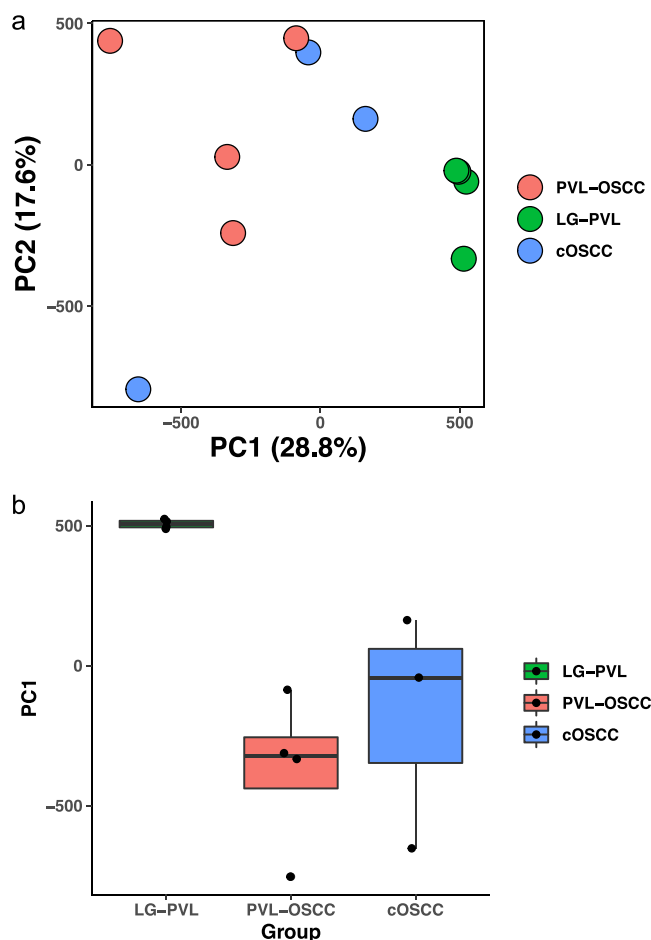 a
500
0
−500
PC2 (17.6%)
−500 0 500
PC1 (28.8%)
PVL−OSCC
LG−PVL
cOSCC
b
500
0
−500
PC1
LG−PVL PVL−OSCC cOSCC
Group
LG−PVL
PVL−OSCC
cOSCC